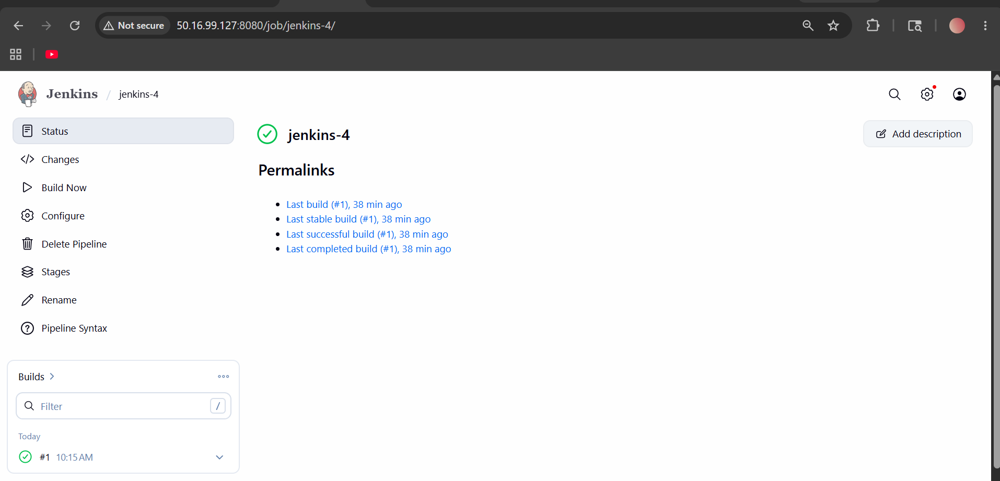 Not secure 50.16.99.127:8080/job/jenkins-4/
Jenkins / jenkins-4
Status
Changes
Build Now
Configure
Delete Pipeline
Stages
Rename
Pipeline Syntax
Builds
Filter /
Today
#1 10:15 AM
jenkins-4
Add description
Permalinks
Last build (#1), 38 min ago
Last stable build (#1), 38 min ago
Last successful build (#1), 38 min ago
Last completed build (#1), 38 min ago